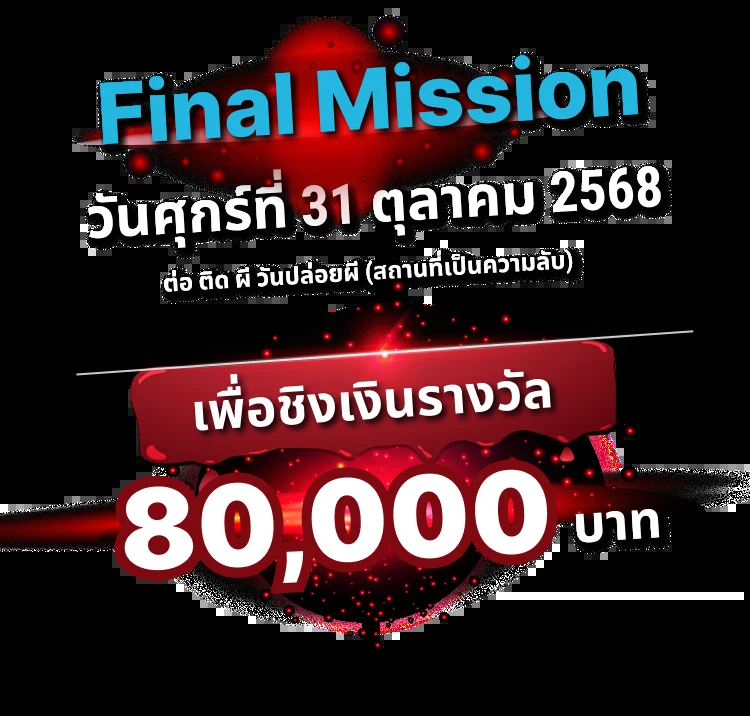 Final Mission
วันศุกร์ที่ 31 ตุลาคม 2568
ต่อ ติด ผี วันปล่อยผี (สถานที่เป็นความลับ)
เพื่อชิงเงินรางวัล
80,000 บาท